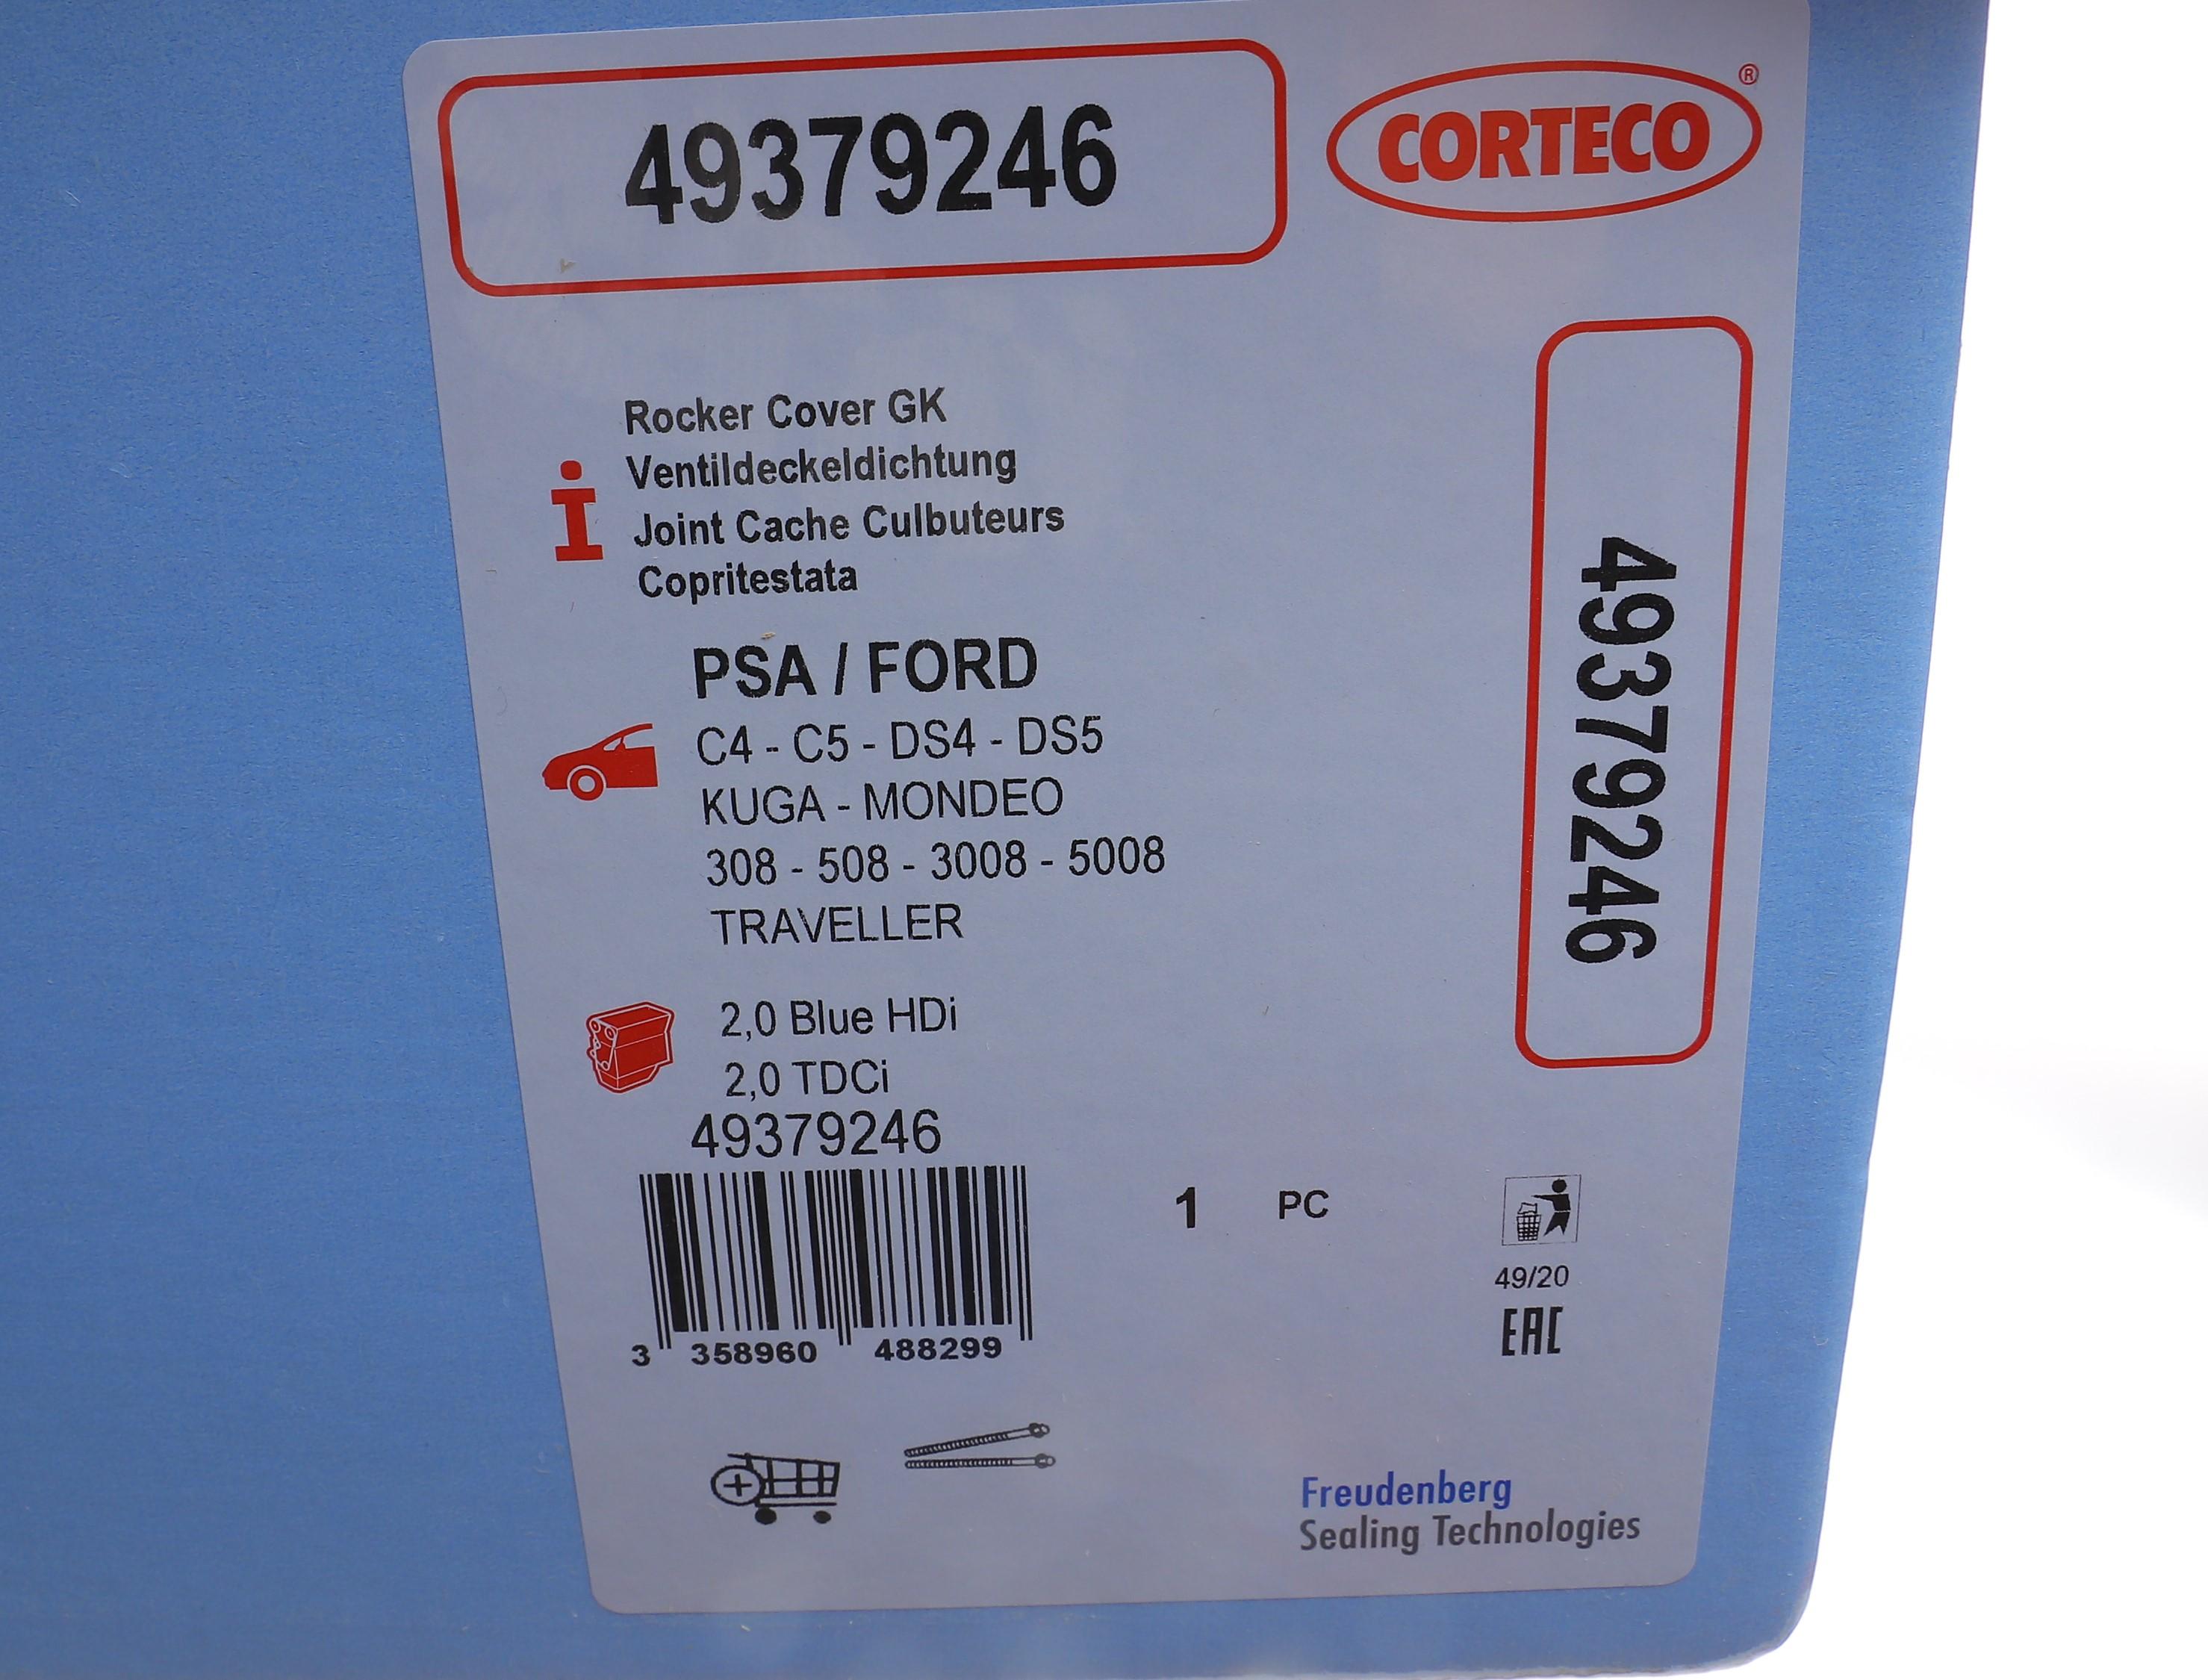 49379246
CORTECO®
Rocker Cover GK
Ventildeckeldichtung
Joint Cache Culbuteurs
Copritestata
49379246
PSA / FORD
C4 - C5 - DS4 - DS5
KUGA - MONDEO
308 - 508 - 3008 - 5008
TRAVELLER
2,0 Blue HDi
2,0 TDCi
49379246
3 358960 488299
1 PC
49/20
EAC
Freudenberg
Sealing Technologies